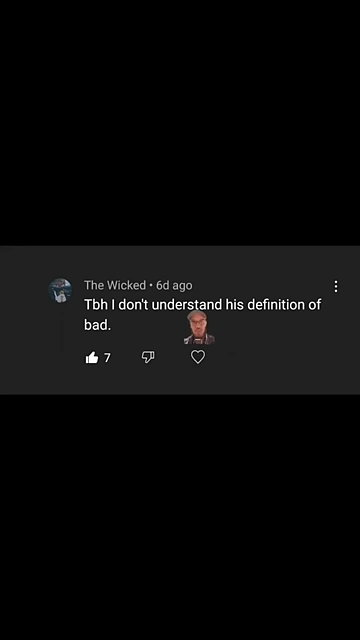 The Wicked • 6d ago
Tbh I don't understand his definition of
bad.
7